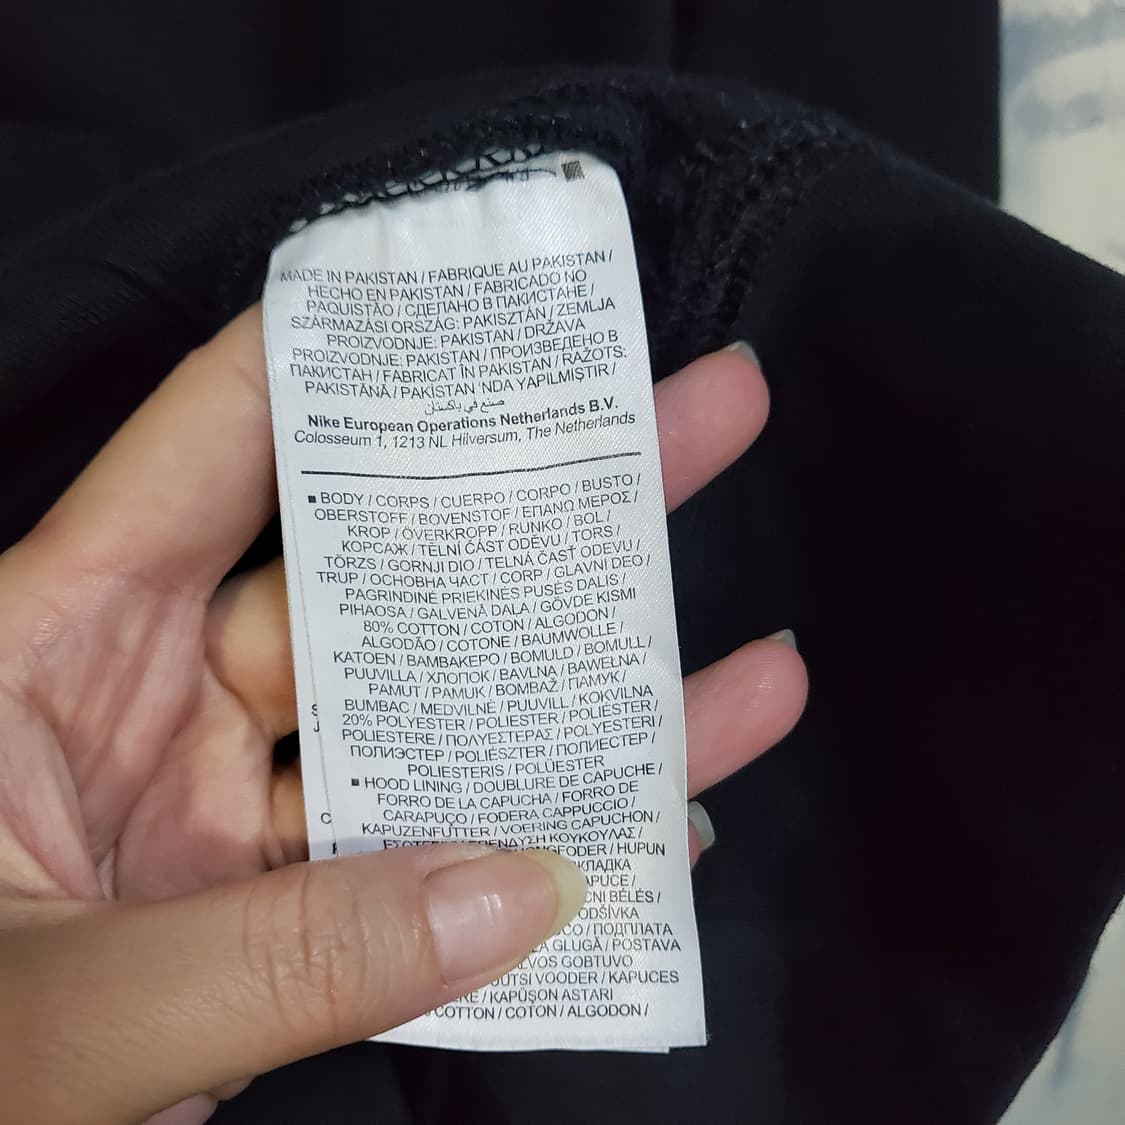 MADE IN PAKISTAN / FABRIQUE AU PAKISTAN /
HECHO EN PAKISTAN / FABRICADO NO
PAQUISTÃO / СДЕЛАНО В ПАКИСТАНЕ /
SZÁRMAZÁSI ORSZÁG: PAKISZTÁN / ZEMLJA
PROIZVODNJE: PAKISTAN / DRŽAVA
PROIZVODNJE: PAKISTAN / ПРОИЗВЕДЕНО В
ПАКИСТАН / FABRICAT ÎN PAKISTAN / RAŽOTS:
PAKISTĀNĀ / PAKISTAN 'NDA YAPILMIŞTIR /
صنع في باكستان
Nike European Operations Netherlands B.V.
Colosseum 1, 1213 NL Hilversum, The Netherlands
BODY / CORPS / CUERPO / CORPO / BUSTO /
OBERSTOFF / BOVENSTOF / ΕΠΑΝΩ ΜΕΡΟΣ /
KROP / ÖVERKROPP / RUNKO / BOL /
КОРСАЖ / TĚLNÍ ČÁST ODĚVU / TORS /
TÖRZS / GORNJI DIO / TELNÁ ČASŤ ODEVU /
TRUP / ОСНОВНА ЧАСТ / CORP / GLAVNI DEO /
PAGRINDINĖ PRIEKINĖS PUSĖS DALIS /
PIHAOSA / GALVENĀ DAĻA / GÖVDE KISMI
80% COTTON / COTON / ALGODON /
ALGODÃO / COTONE / BAUMWOLLE /
KATOEN / ΒΑΜΒΑΚΕΡΟ / BOMULD / BOMULL /
PUUVILLA / ХЛОПОК / BAVLNA / BAWEŁNA /
PAMUT / PAMUK / BOMBAŽ / ПАМУК /
BUMBAC / MEDVILNĖ / PUUVILL / KOKVILNA
20% POLYESTER / POLIESTER / POLIÉSTER /
POLIESTERE / ΠΟΛΥΕΣΤΕΡΑΣ / POLYESTERI /
ПОЛИЭСТЕР / POLIÉSZTER / ПОЛИЕСТЕР /
POLIESTERIS / POLÜESTER
HOOD LINING / DOUBLURE DE CAPUCHE /
FORRO DE LA CAPUCHA / FORRO DE
CARAPUÇO / FODERA CAPPUCCIO /
KAPUZENFUTTER / VOERING CAPUCHON /
ΚΟΥΚΟΥΛΑΣ /
/ HUPUN
BÉLÉS /
/ ПОДПЛАТА
GLUGĂ / POSTAVA
GOBTUVO
VOODER / KAPUCES
/ KAPÜŞON ASTARI
COTTON / COTON / ALGODON /